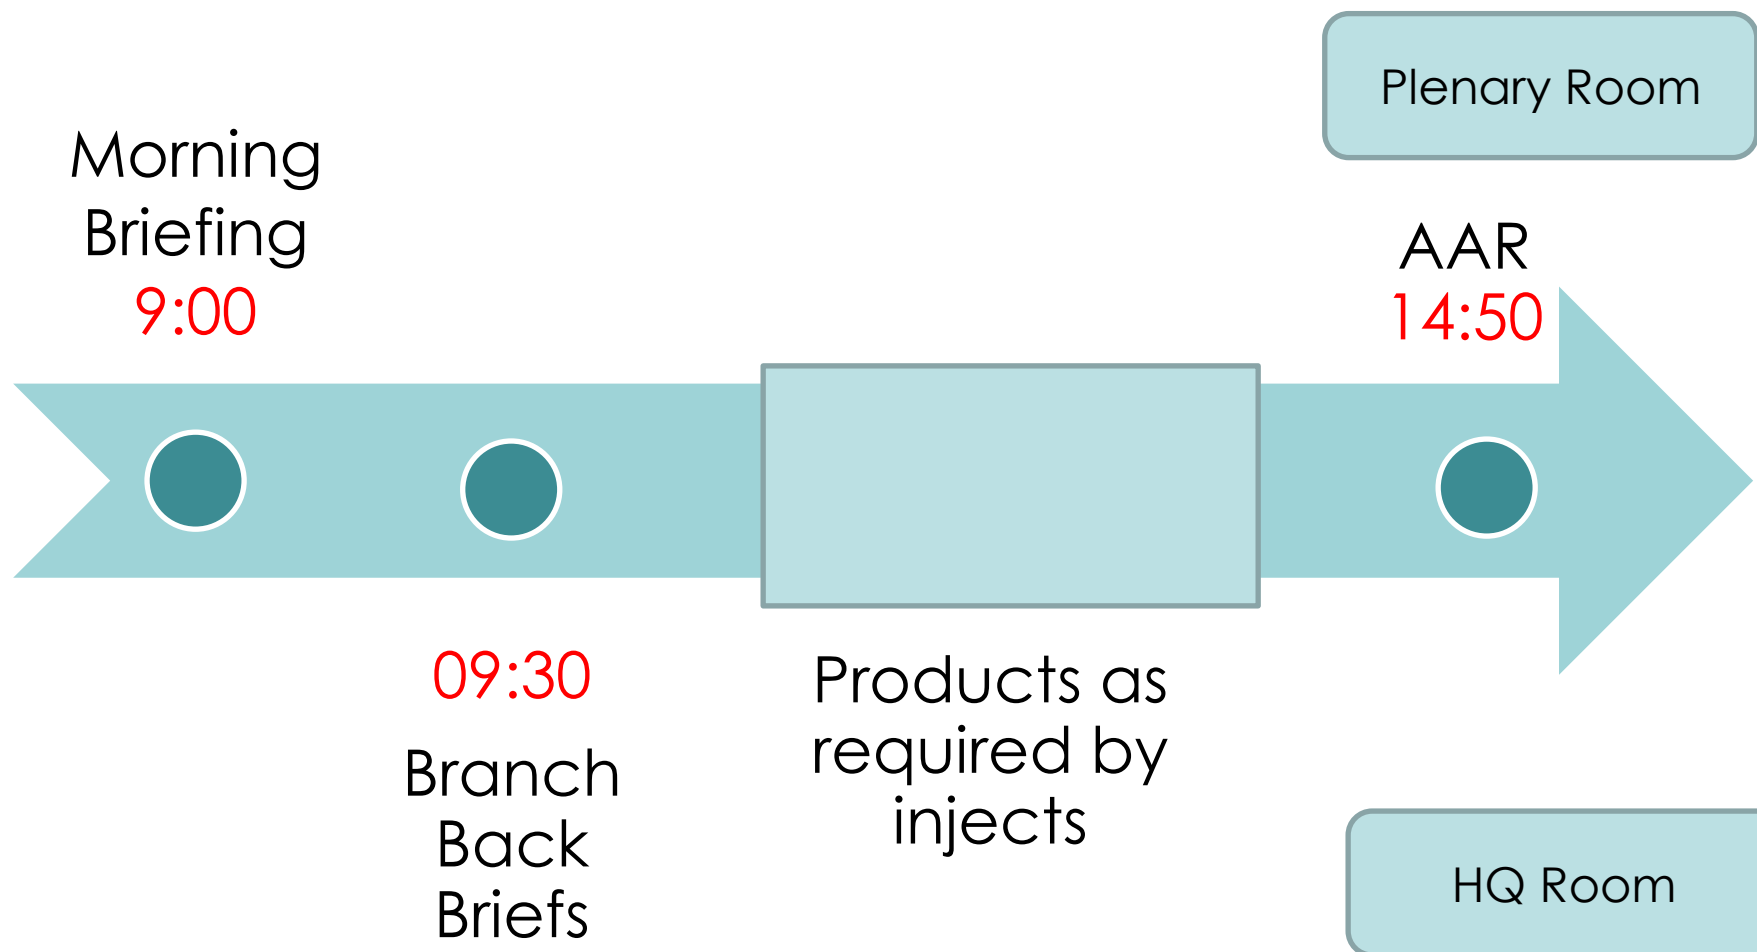 Plenary Room
Morning
Briefing
9:00
AAR
14:50
09:30
Branch
Back
Briefs
Products as
required by
injects
HQ Room